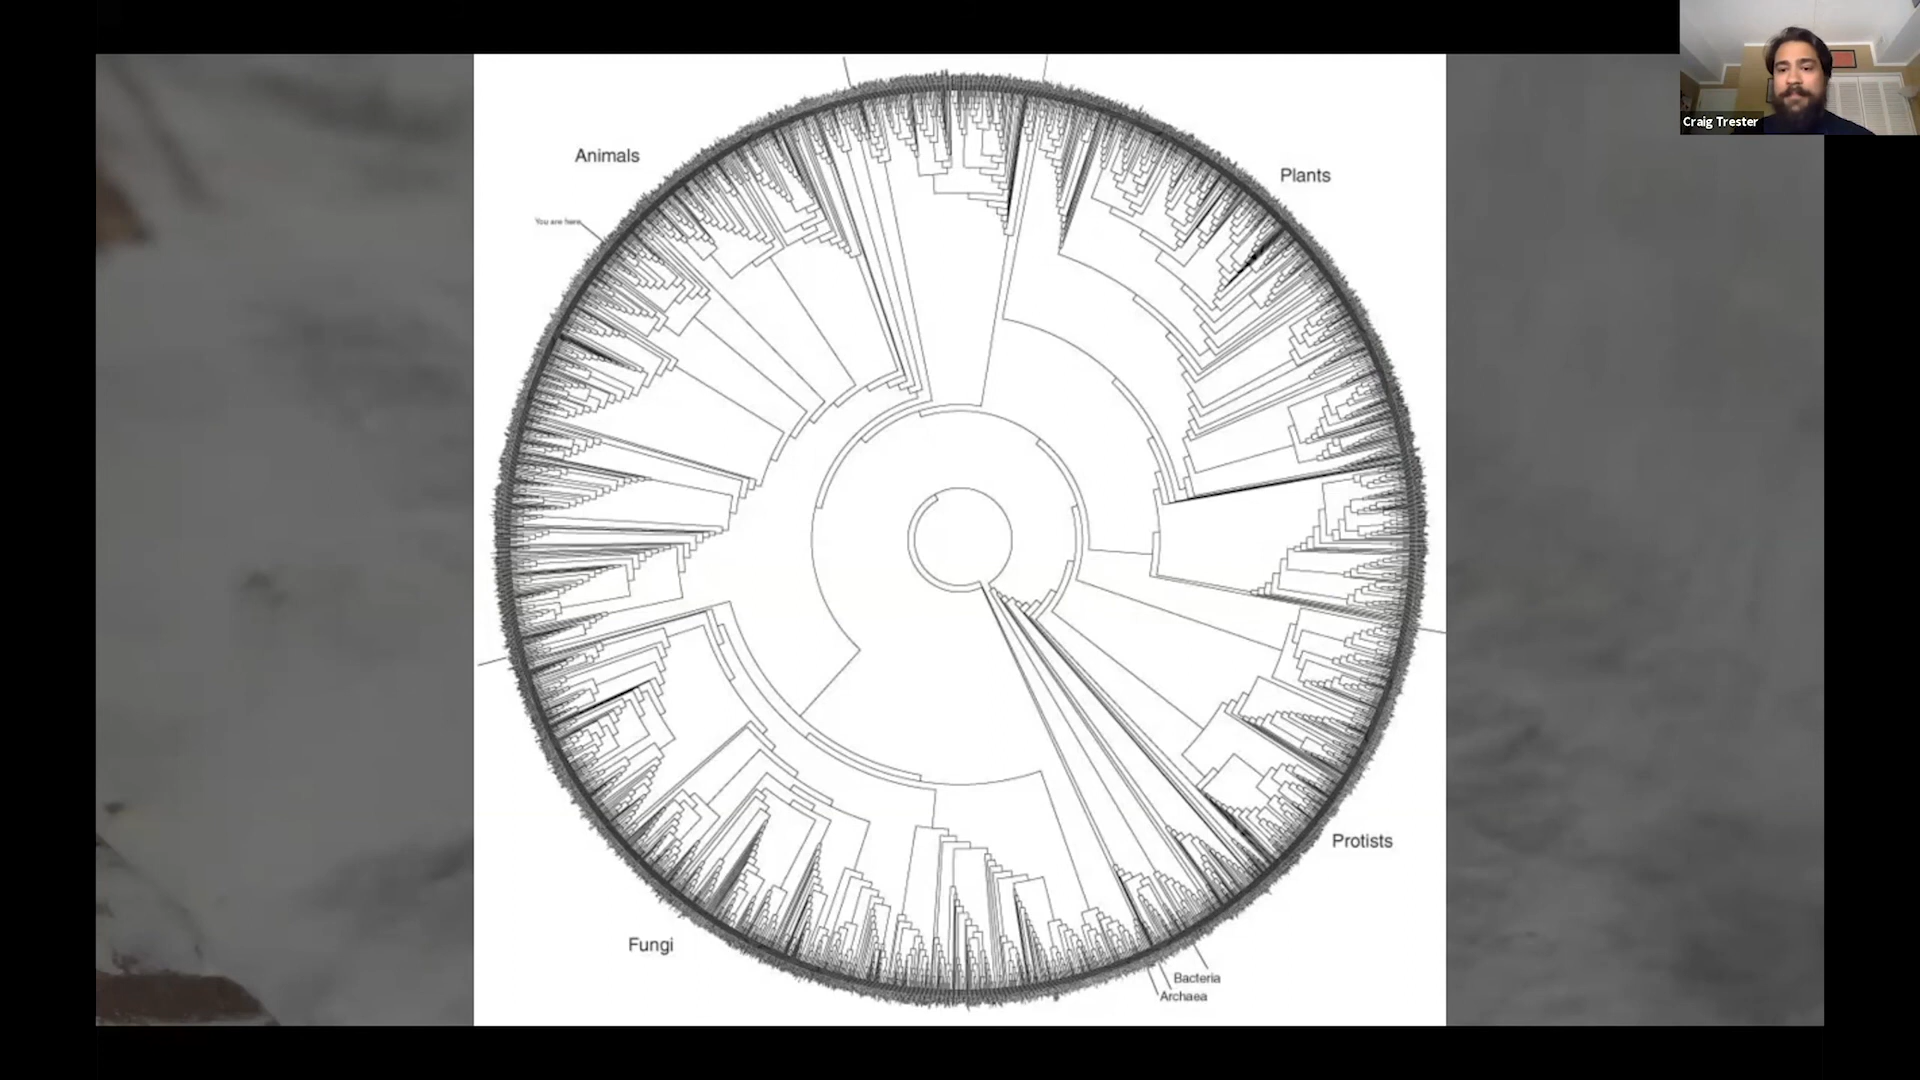 Craig Trester
Animals
Plants
You are here
Protists
Fungi
Bacteria
Archaea